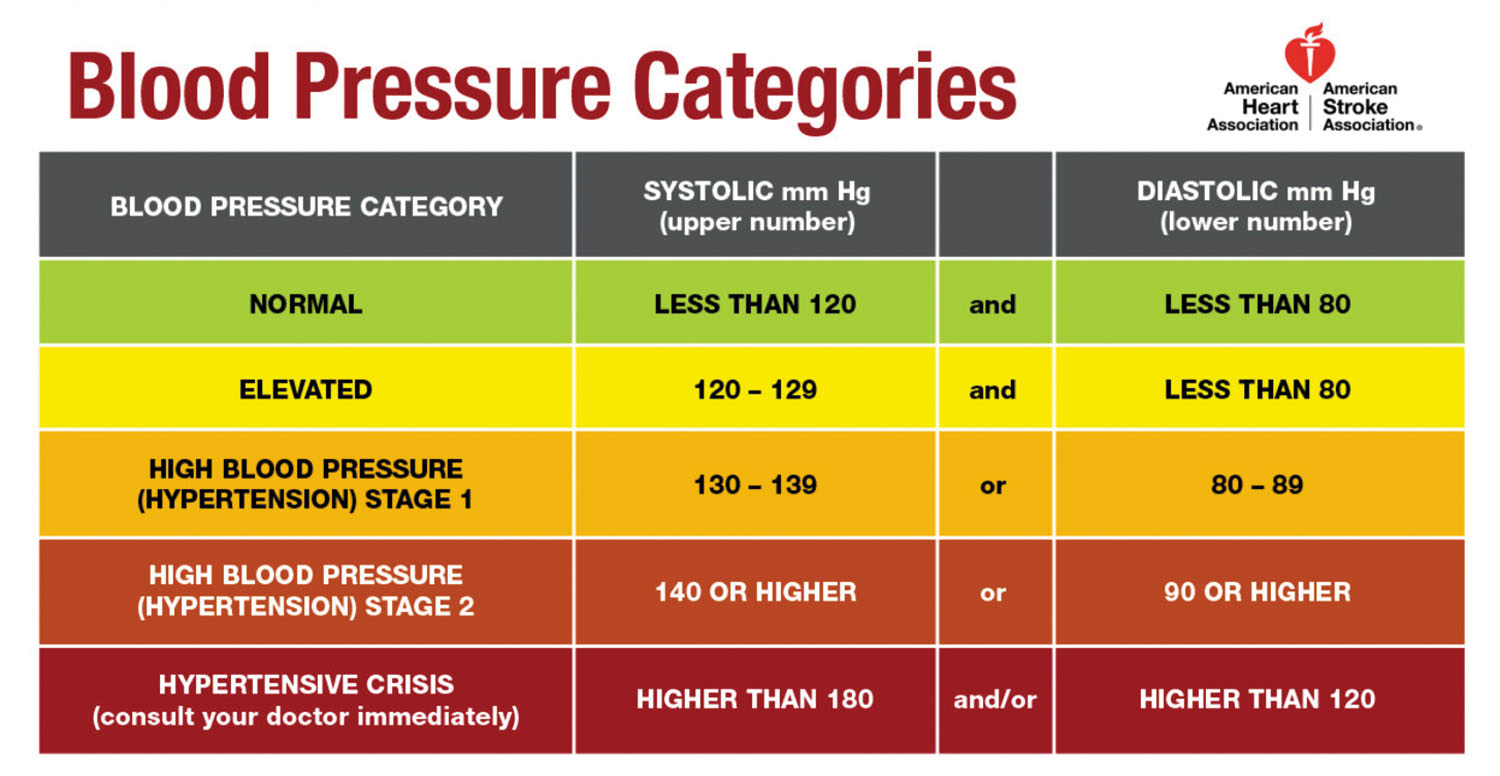 Blood Pressure Categories
American Heart Association
American Stroke Association®
BLOOD PRESSURE CATEGORY
SYSTOLIC mm Hg
(upper number)
DIASTOLIC mm Hg
(lower number)
NORMAL
LESS THAN 120
and
LESS THAN 80
ELEVATED
120 – 129
and
LESS THAN 80
HIGH BLOOD PRESSURE
(HYPERTENSION) STAGE 1
130 – 139
or
80 – 89
HIGH BLOOD PRESSURE
(HYPERTENSION) STAGE 2
140 OR HIGHER
or
90 OR HIGHER
HYPERTENSIVE CRISIS
(consult your doctor immediately)
HIGHER THAN 180
and/or
HIGHER THAN 120